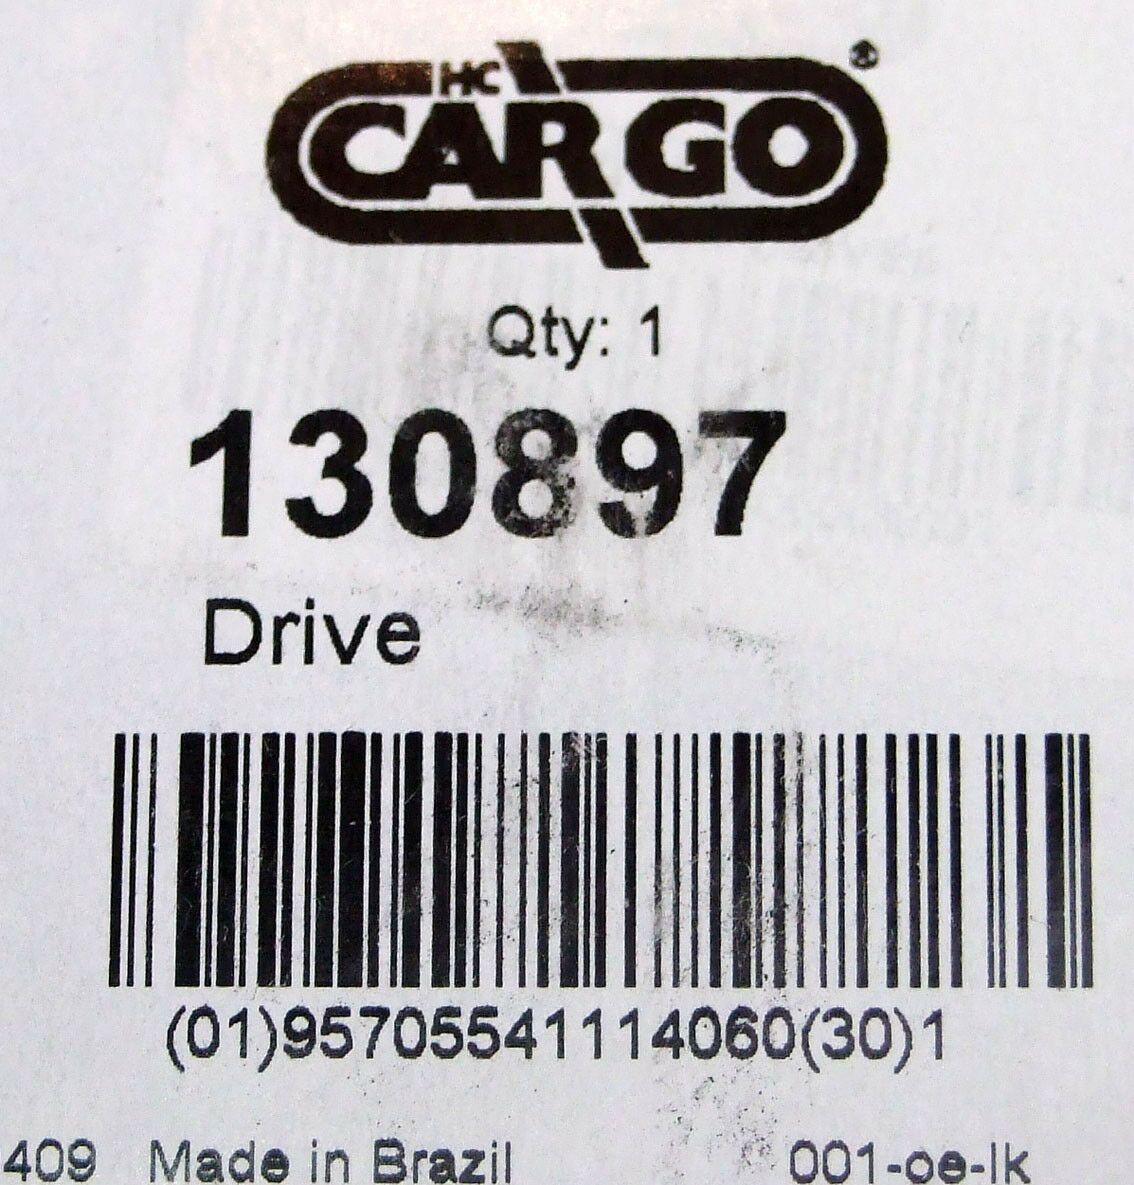 HC
CARGO®
Qty: 1
130897
Drive
(01)95705541114060(30)1
409 Made in Brazil 001-oe-lk